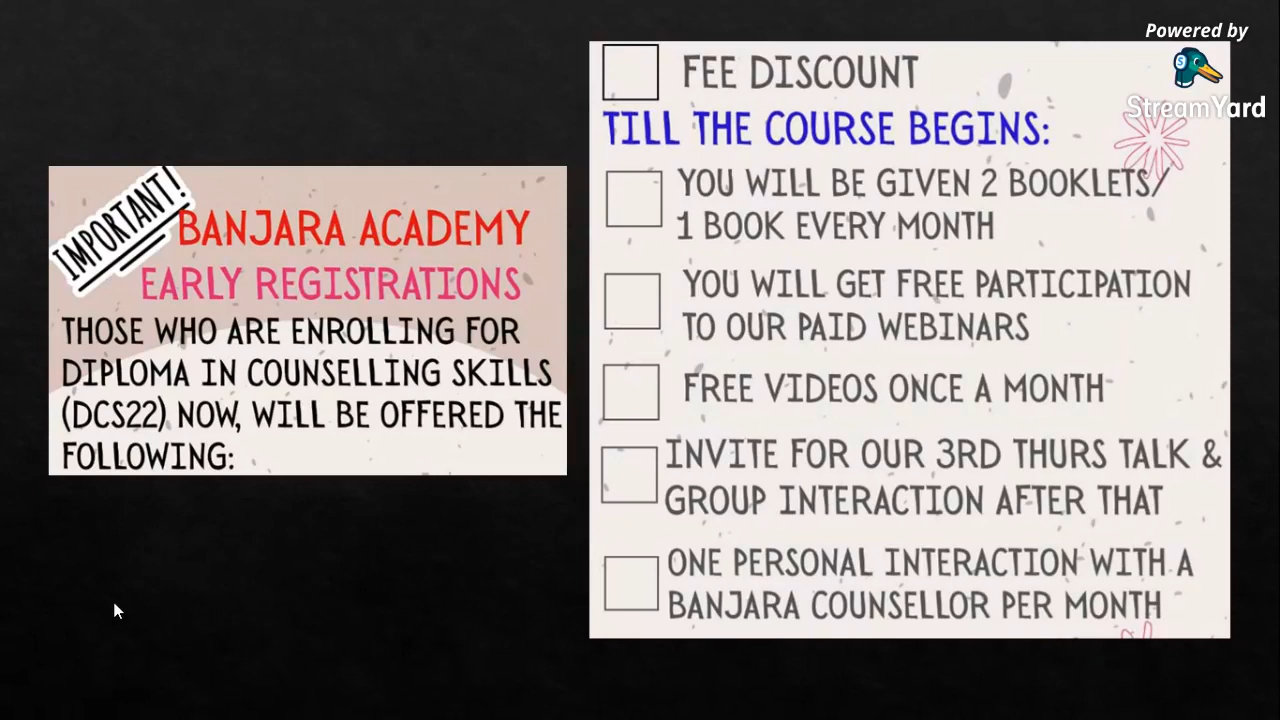 IMPORTANT!
BANJARA ACADEMY
EARLY REGISTRATIONS
THOSE WHO ARE ENROLLING FOR
DIPLOMA IN COUNSELLING SKILLS
(DCS22) NOW, WILL BE OFFERED THE
FOLLOWING:
FEE DISCOUNT
TILL THE COURSE BEGINS:
YOU WILL BE GIVEN 2 BOOKLETS/
1 BOOK EVERY MONTH
YOU WILL GET FREE PARTICIPATION
TO OUR PAID WEBINARS
FREE VIDEOS ONCE A MONTH
INVITE FOR OUR 3RD THURS TALK &
GROUP INTERACTION AFTER THAT
ONE PERSONAL INTERACTION WITH A
BANJARA COUNSELLOR PER MONTH
Powered by
S
StreamYard